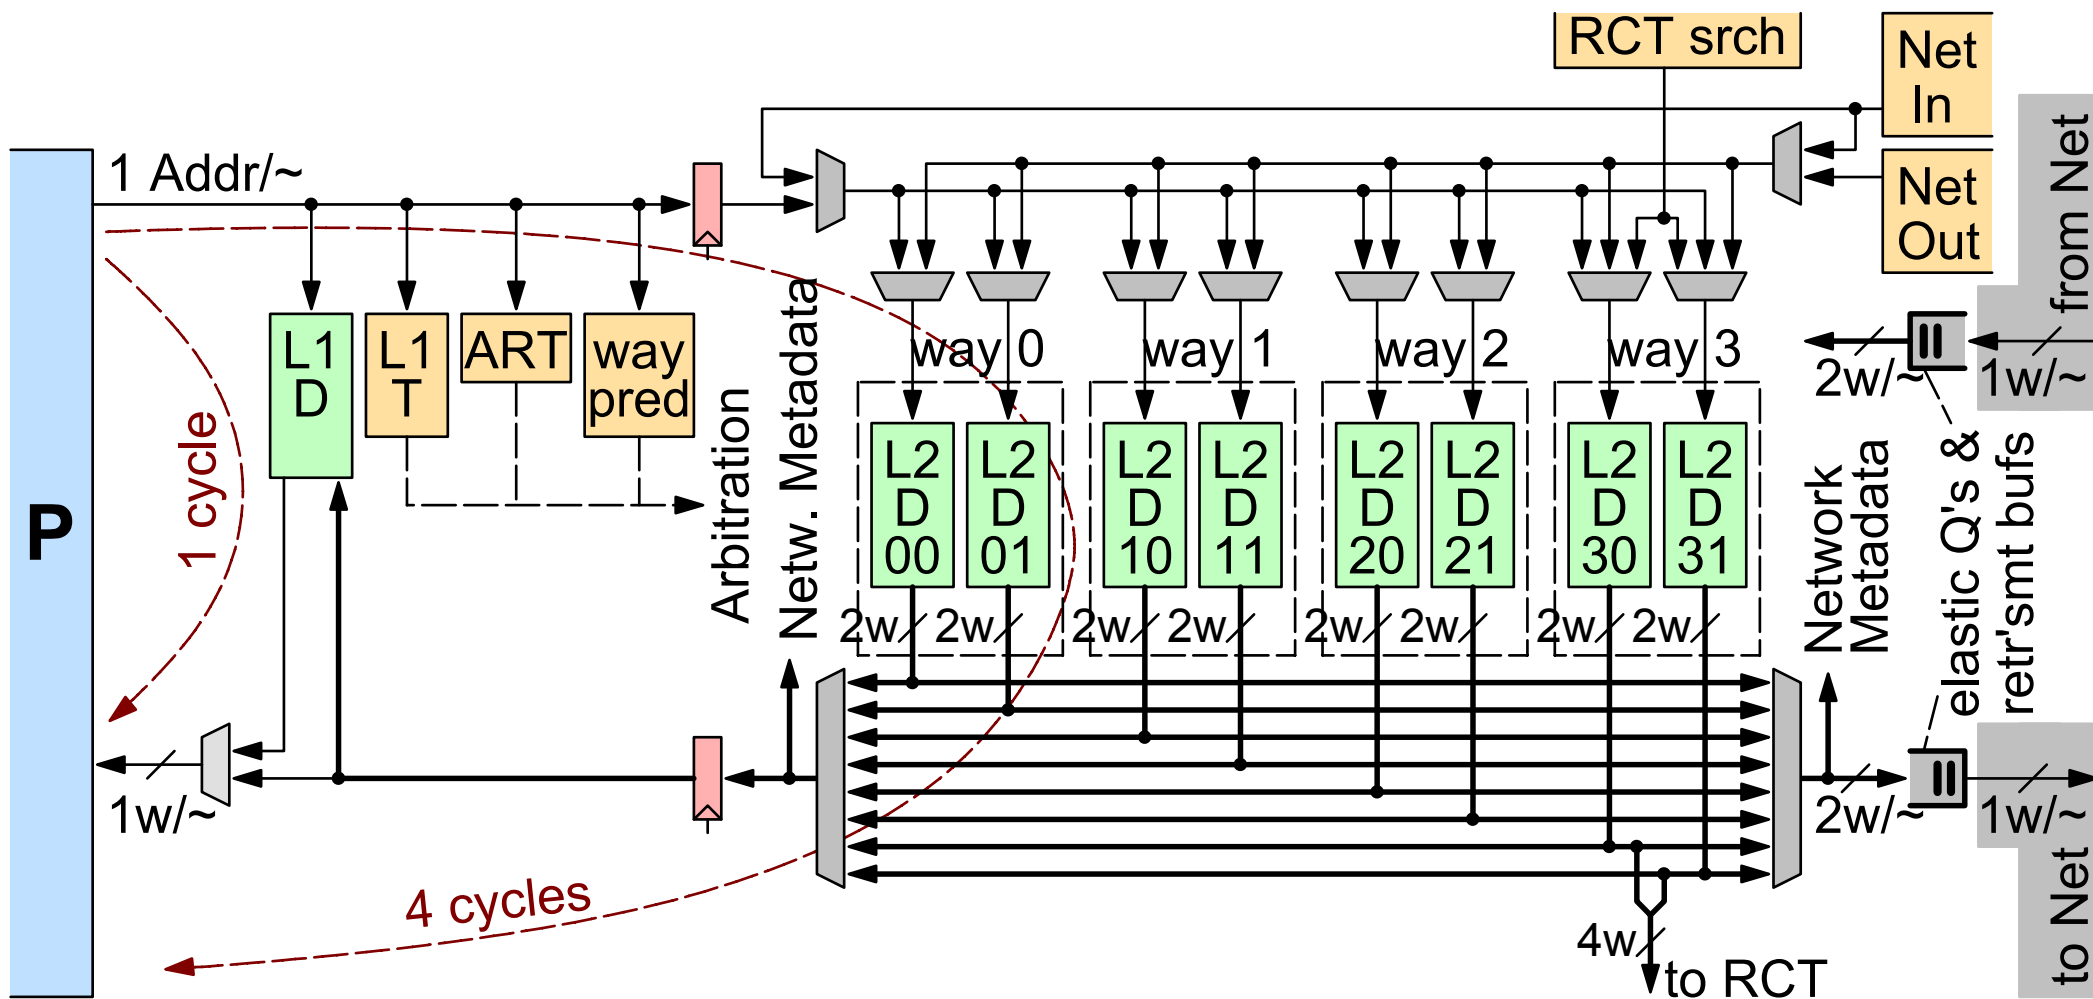 RCT srch
Net
In
Net
Out
from Net
1 Addr/~
L1
D
L1
T
ART
way
pred
1 cycle
P
Arbitration
Netw. Metadata
way 0
way 1
way 2
way 3
L2
D
00
L2
D
01
L2
D
10
L2
D
11
L2
D
20
L2
D
21
L2
D
30
L2
D
31
2w
2w
2w
2w
2w
2w
2w
2w
2w/~
1w/~
Network
Metadata
elastic Q's &
retr'smt bufs
1w/~
2w/~
1w/~
4 cycles
4w
to RCT
to Net